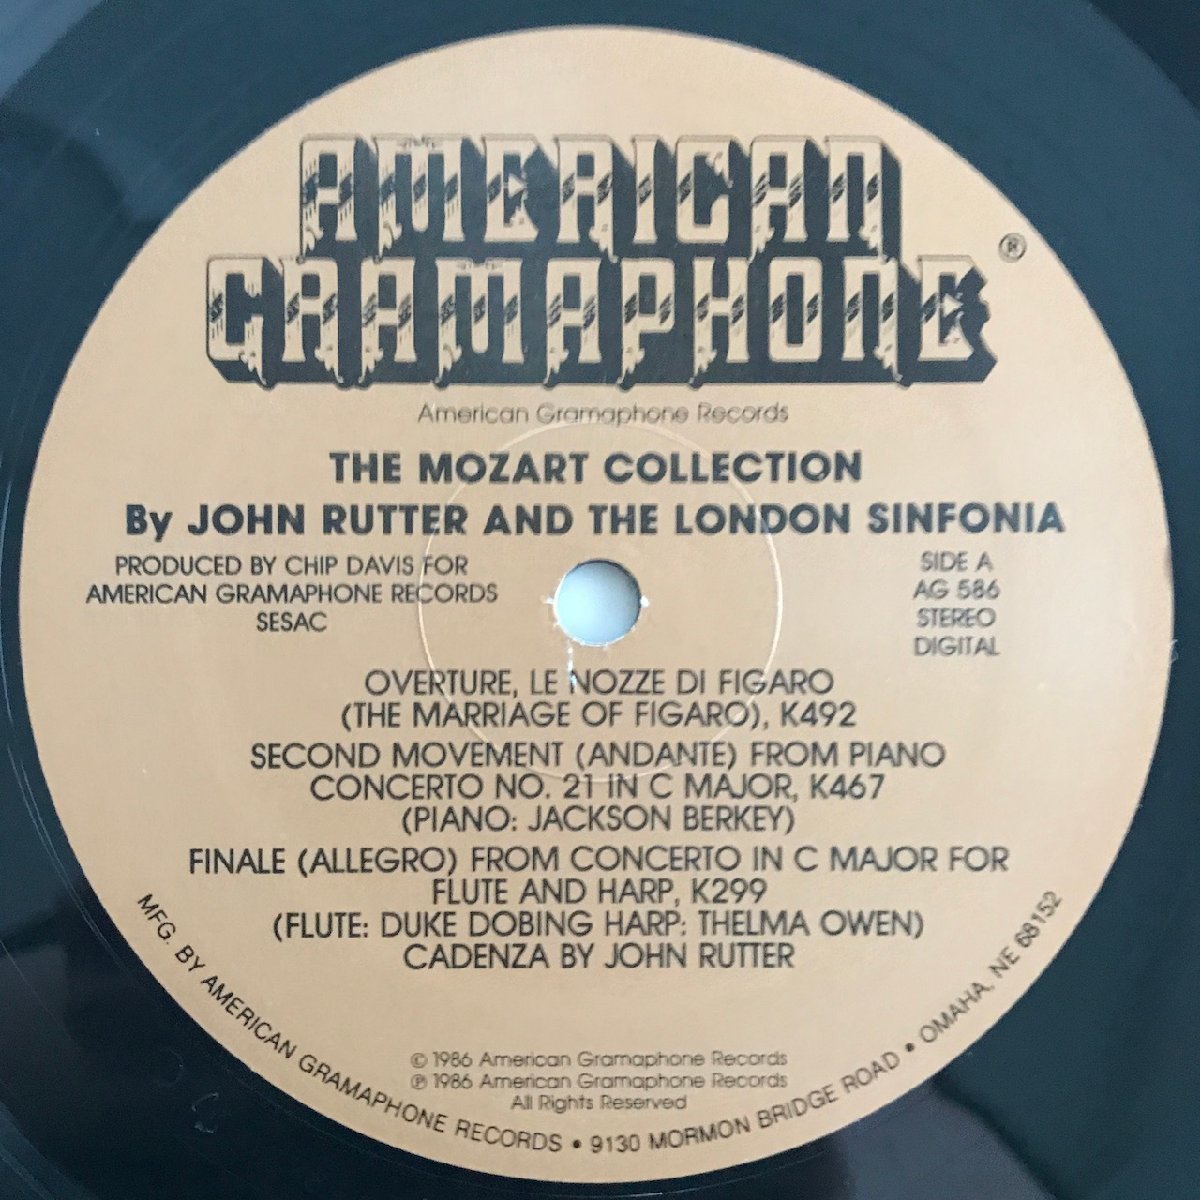 AMERICAN
GRAMAPHONE ®
American Gramaphone Records
THE MOZART COLLECTION
By JOHN RUTTER AND THE LONDON SINFONIA
PRODUCED BY CHIP DAVIS FOR
AMERICAN GRAMAPHONE RECORDS
SESAC
SIDE A
AG 586
STEREO
DIGITAL
OVERTURE, LE NOZZE DI FIGARO
(THE MARRIAGE OF FIGARO), K492
SECOND MOVEMENT (ANDANTE) FROM PIANO
CONCERTO NO. 21 IN C MAJOR, K467
(PIANO: JACKSON BERKEY)
FINALE (ALLEGRO) FROM CONCERTO IN C MAJOR FOR
FLUTE AND HARP, K299
(FLUTE: DUKE DOBING HARP: THELMA OWEN)
CADENZA BY JOHN RUTTER
© 1986 American Gramaphone Records
℗ 1986 American Gramaphone Records
All Rights Reserved
MFG. BY AMERICAN GRAMAPHONE RECORDS • 9130 MORMON BRIDGE ROAD • OMAHA, NE 68152